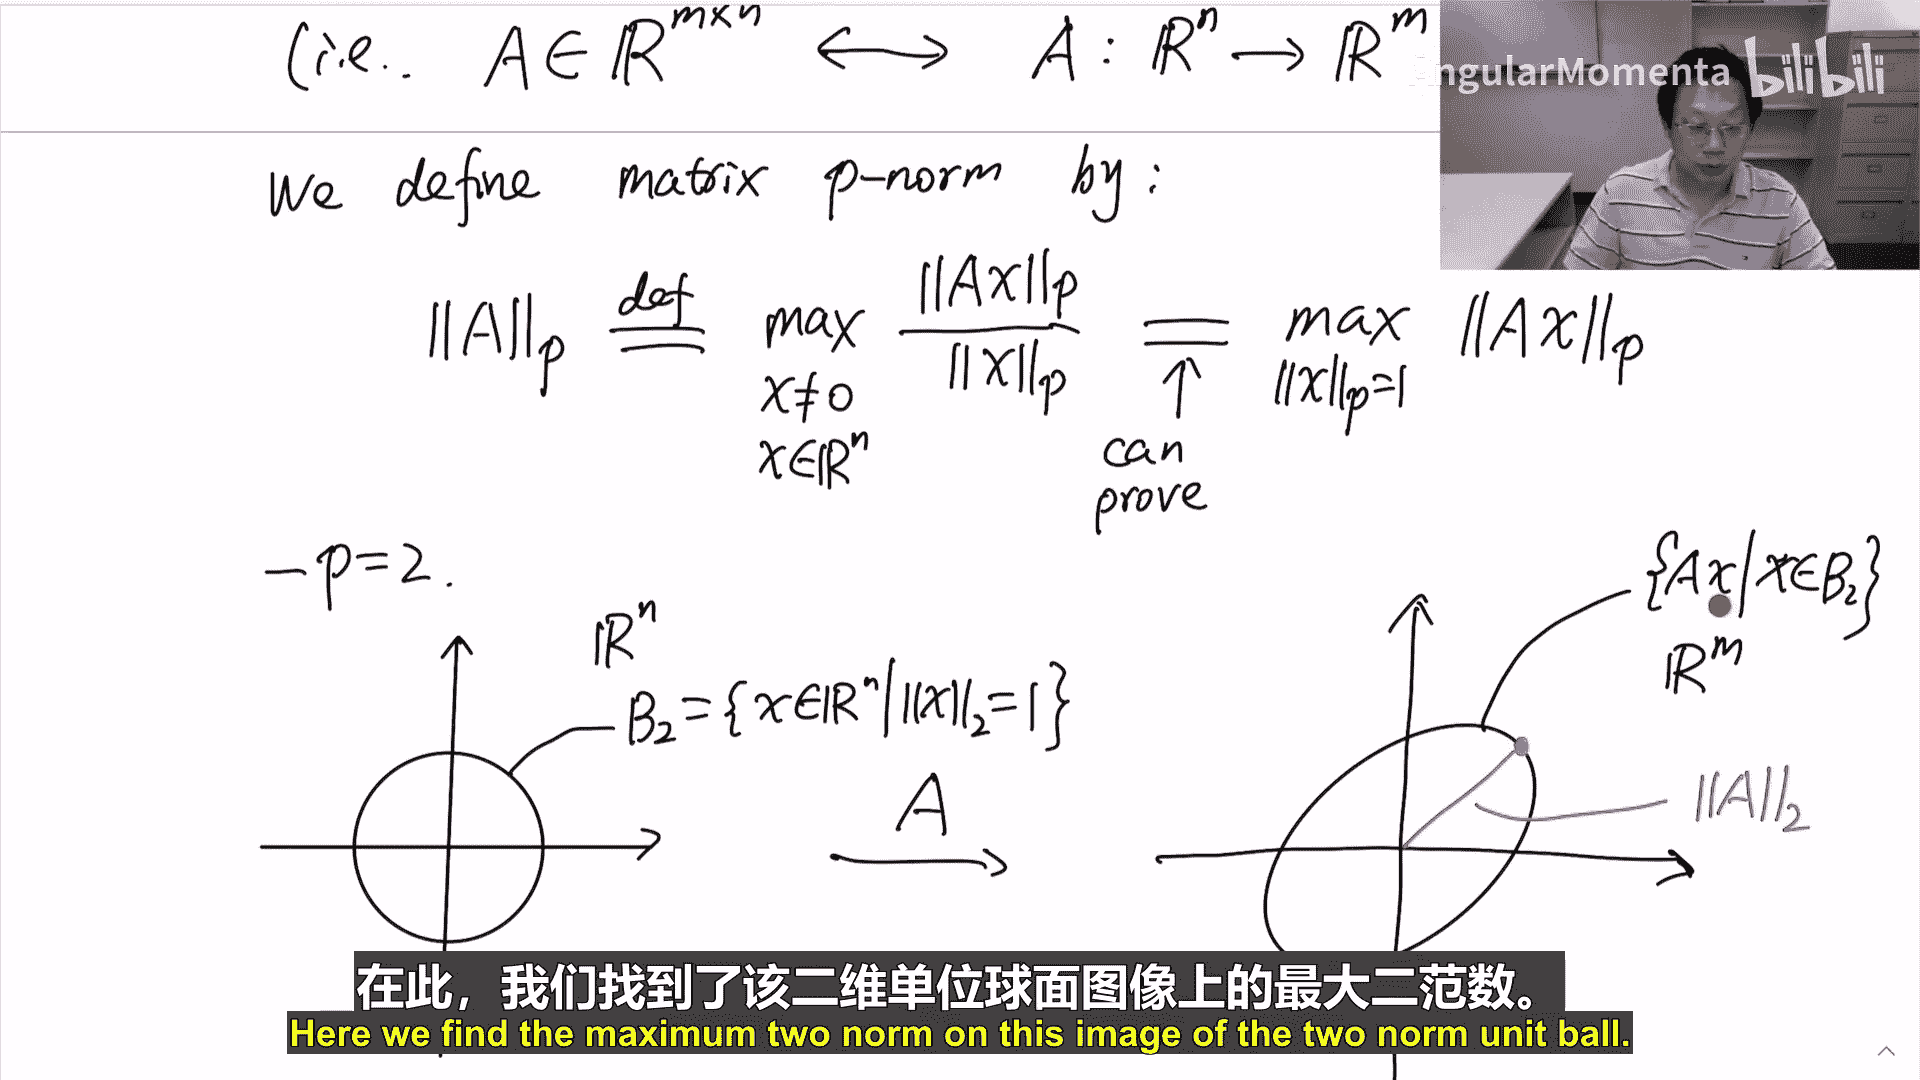 (i.e.. A ∈ ℝ^{m×n} ⟷ A : ℝ^n → ℝ^m
ngularMomenta bilibili
We define matrix p-norm by:
||A||_p \overset{def}{=} max_{x≠0, x∈ℝ^n} ||Ax||_p / ||x||_p = max_{||x||_p=1} ||Ax||_p
can
prove
- p=2.
{Ax | x∈B_2}
ℝ^n
ℝ^m
B_2 = {x∈ℝ^n | ||x||_2 = 1}
A
||A||_2
在此，我们找到了该二维单位球面图像上的最大二范数。
Here we find the maximum two norm on this image of the two norm unit ball.